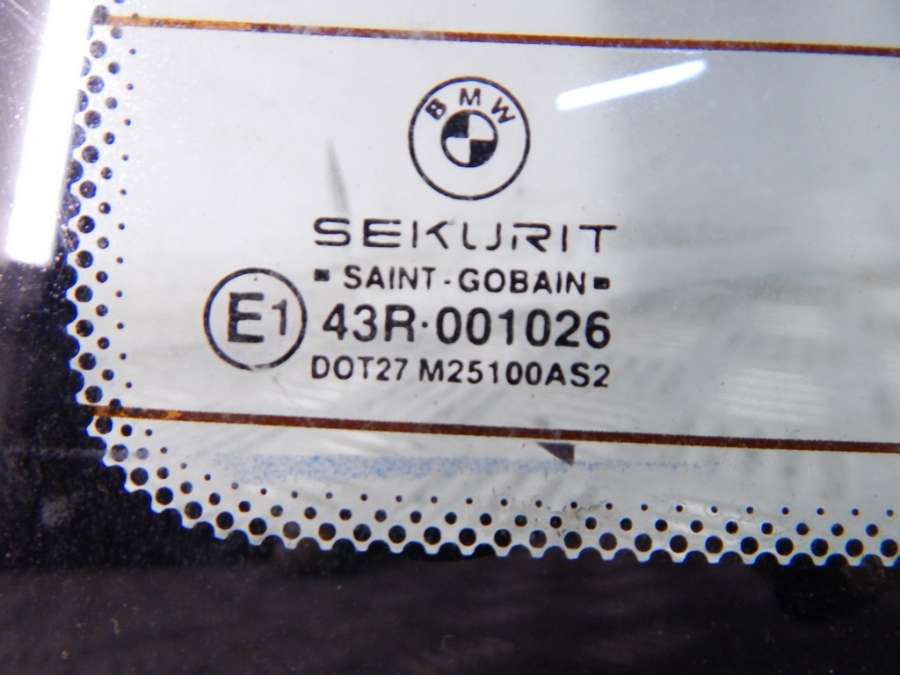 BMW
SEKURIT
SAINT-GOBAIN
E1 43R·001026
DOT27 M25100AS2